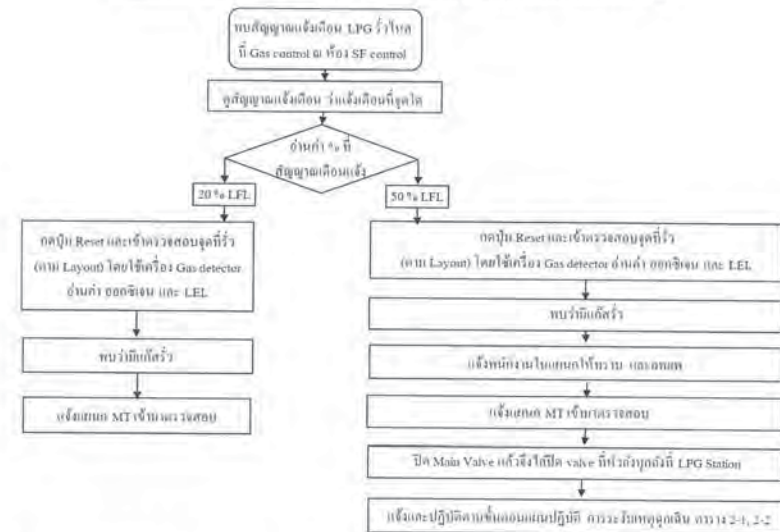 พบสัญญาณแจ้งเตือน LPG รั่วไหล
ที่ Gas control ณ ห้อง SF control
ดูสัญญาณแจ้งเตือน ว่าแจ้งเตือนที่จุดใด
อ่านค่า % ที่
สัญญาณเตือนแจ้ง
20 % LFL
50 % LFL
กดปุ่ม Reset และเข้าตรวจสอบจุดที่รั่ว
(ตาม Layout) โดยใช้เครื่อง Gas detector
อ่านค่า ออกซิเจน และ LEL
พบว่ามีแก๊สรั่ว
แจ้งแผนก MT เข้ามาตรวจสอบ
กดปุ่ม Reset และเข้าตรวจสอบจุดที่รั่ว
(ตาม Layout) โดยใช้เครื่อง Gas detector อ่านค่า ออกซิเจน และ LEL
พบว่ามีแก๊สรั่ว
แจ้งพนักงานในแผนกให้ทราบ และอพยพ
แจ้งแผนก MT เข้ามาตรวจสอบ
ปิด Main Valve แล้วจึงไปปิด valve ที่หัวถังทุกถังที่ LPG Station
แจ้งและปฏิบัติตามขั้นตอนแผนปฏิบัติ การระงับเหตุฉุกเฉิน ตาราง 2-1, 2-2